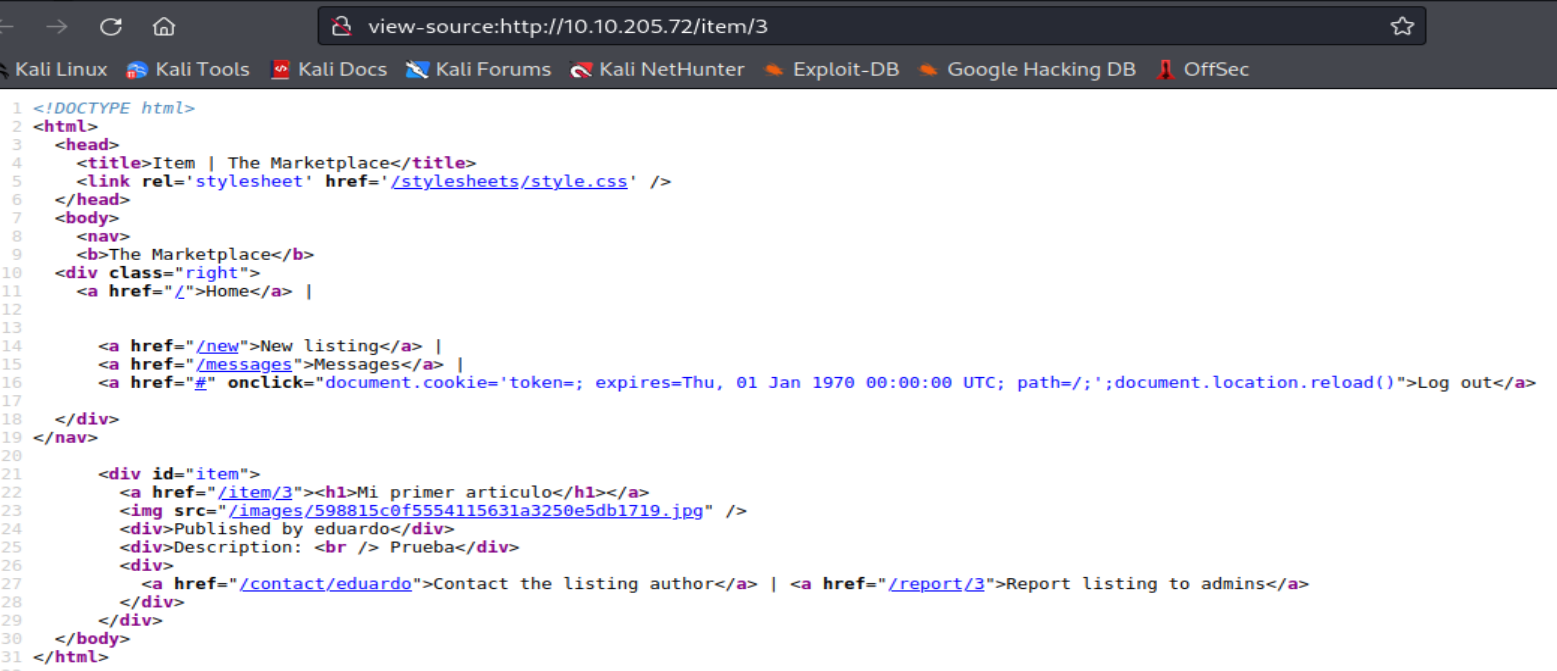 view-source:http://10.10.205.72/item/3
Kali Linux Kali Tools Kali Docs Kali Forums Kali NetHunter Exploit-DB Google Hacking DB OffSec
1 <!DOCTYPE html>
2 <html>
3 <head>
4 <title>Item | The Marketplace</title>
5 <link rel='stylesheet' href='/stylesheets/style.css' />
6 </head>
7 <body>
8 <nav>
9 <b>The Marketplace</b>
10 <div class="right">
11 <a href="/">Home</a> |
12
13
14 <a href="/new">New listing</a> |
15 <a href="/messages">Messages</a> |
16 <a href="#" onclick="document.cookie='token=; expires=Thu, 01 Jan 1970 00:00:00 UTC; path=/;';document.location.reload()">Log out</a>
17
18 </div>
19 </nav>
20
21 <div id="item">
22 <a href="/item/3"><h1>Mi primer articulo</h1></a>
23 <img src="/images/598815c0f5554115631a3250e5db1719.jpg" />
24 <div>Published by eduardo</div>
25 <div>Description: <br /> Prueba</div>
26 <div>
27 <a href="/contact/eduardo">Contact the listing author</a> | <a href="/report/3">Report listing to admins</a>
28 </div>
29 </div>
30 </body>
31 </html>